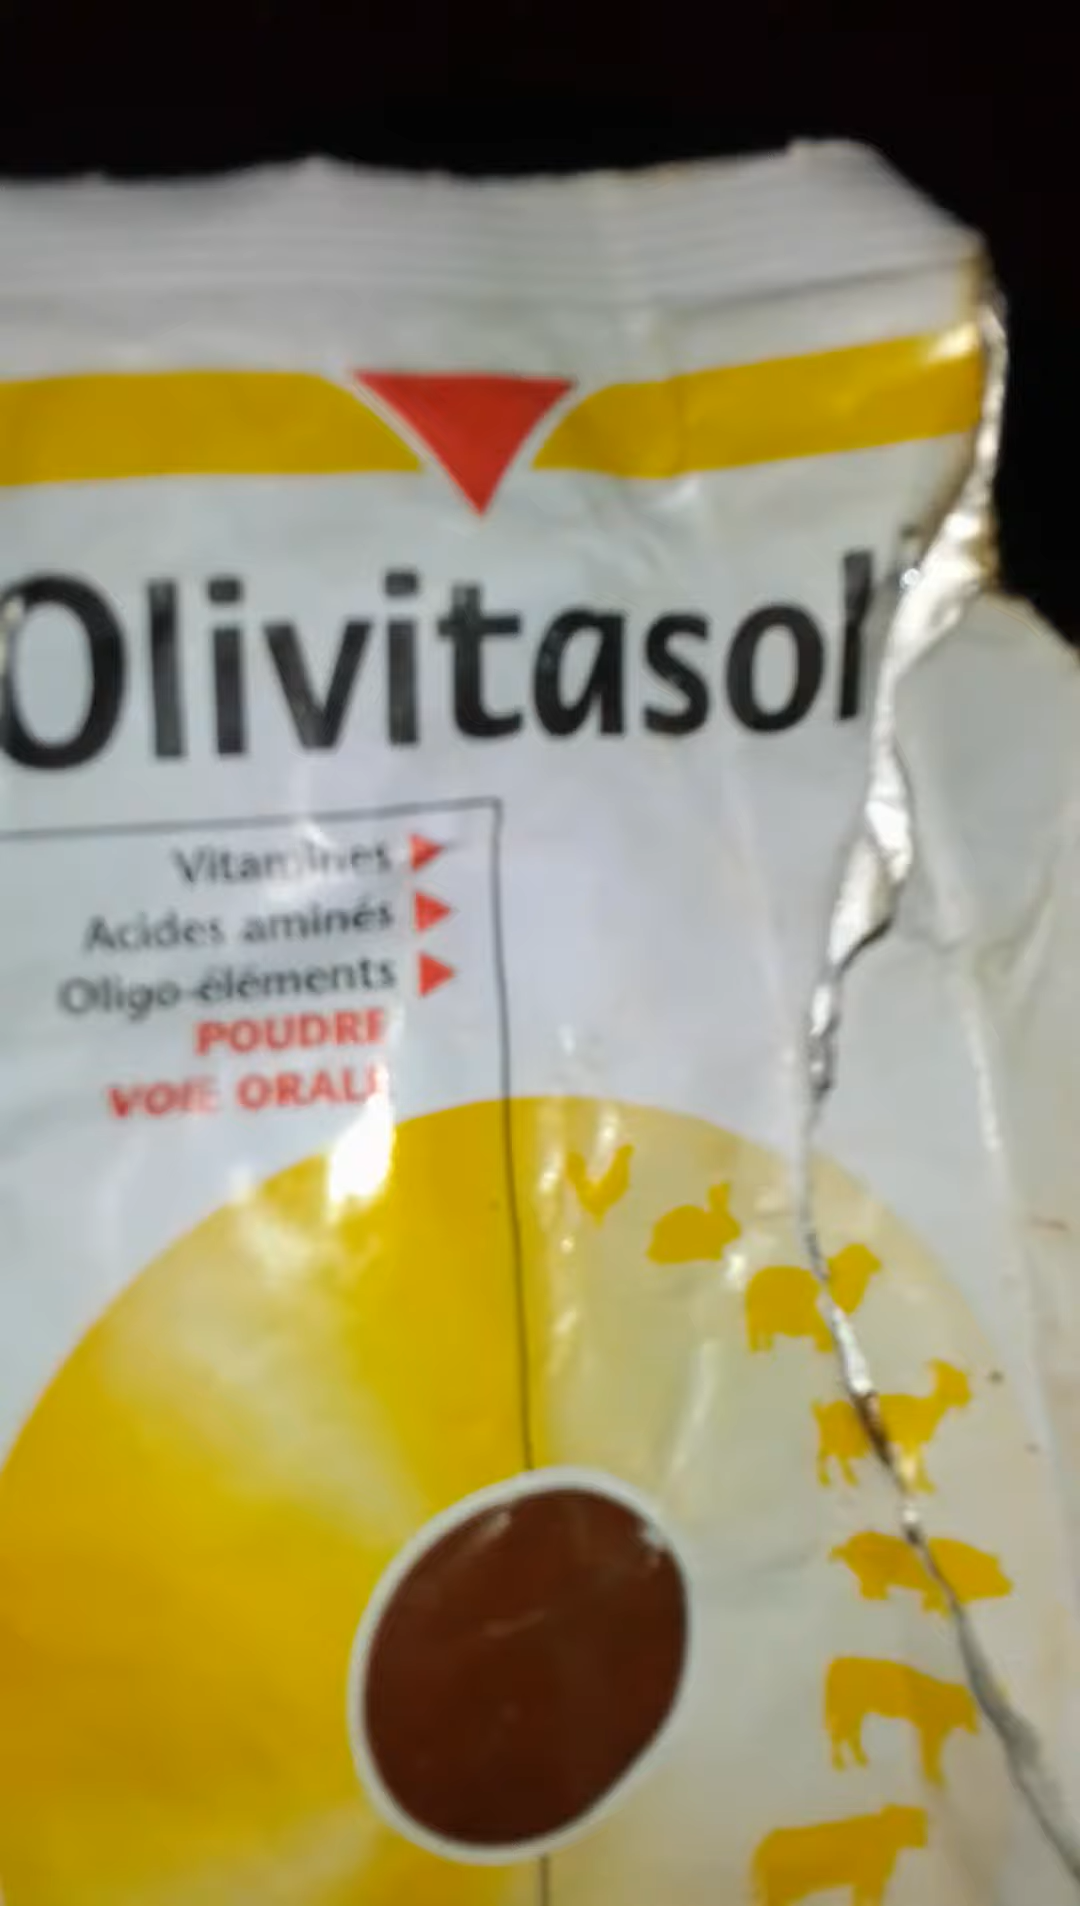 Olivitasol
Vitamines
Acides aminés
Oligo-éléments
POUDRE
VOIE ORALE